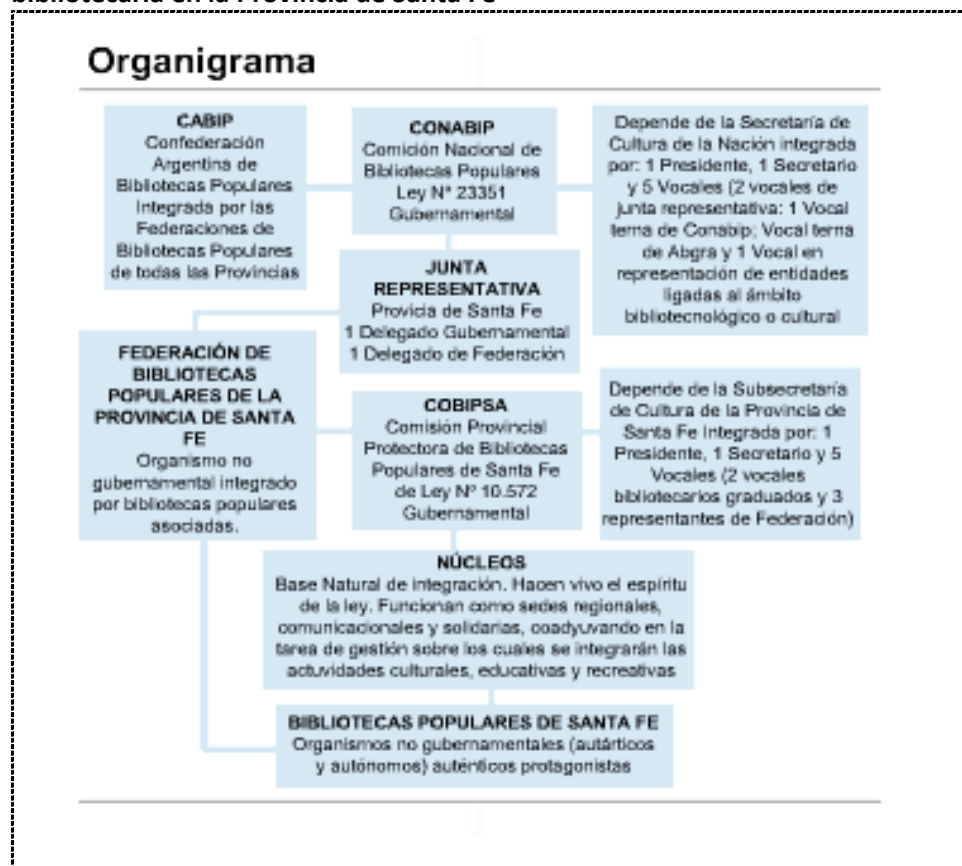 bibliotecaria en la Provincia de Santa Fe
Organigrama
CABIP
Confederación
Argentina de
Bibliotecas Populares
Integrada por las
Federaciones de
Bibliotecas Populares
de todas las Provincias
CONABIP
Comición Nacional de
Bibliotecas Populares
Ley N° 23351
Gubernamental
Depende de la Secretaría de
Cultura de la Nación integrada
por: 1 Presidente, 1 Secretario
y 5 Vocales (2 vocales de
junta representativa: 1 Vocal
terna de Conabip; Vocal terna
de Abgra y 1 Vocal en
representación de entidades
ligadas al ámbito
bibliotecnológico o cultural
JUNTA
REPRESENTATIVA
Provicia de Santa Fe
1 Delegado Gubernamental
1 Delegado de Federación
FEDERACIÓN DE
BIBLIOTECAS
POPULARES DE LA
PROVINCIA DE SANTA
FE
Organismo no
gubernamental integrado
por bibliotecas populares
asociadas.
COBIPSA
Comisión Provincial
Protectora de Bibliotecas
Populares de Santa Fe
de Ley Nº 10.572
Gubernamental
Depende de la Subsecretaría
de Cultura de la Provincia de
Santa Fe Integrada por: 1
Presidente, 1 Secretario y 5
Vocales (2 vocales
bibliotecarios graduados y 3
representantes de Federación)
NÚCLEOS
Base Natural de integración. Hacen vivo el espíritu
de la ley. Funcionan como sedes regionales,
comunicacionales y solidarias, coadyuvando en la
tarea de gestión sobre los cuales se integrarán las
actuvidades culturales, educativas y recreativas
BIBLIOTECAS POPULARES DE SANTA FE
Organismos no gubernamentales (autárticos
y autónomos) auténticos protagonistas